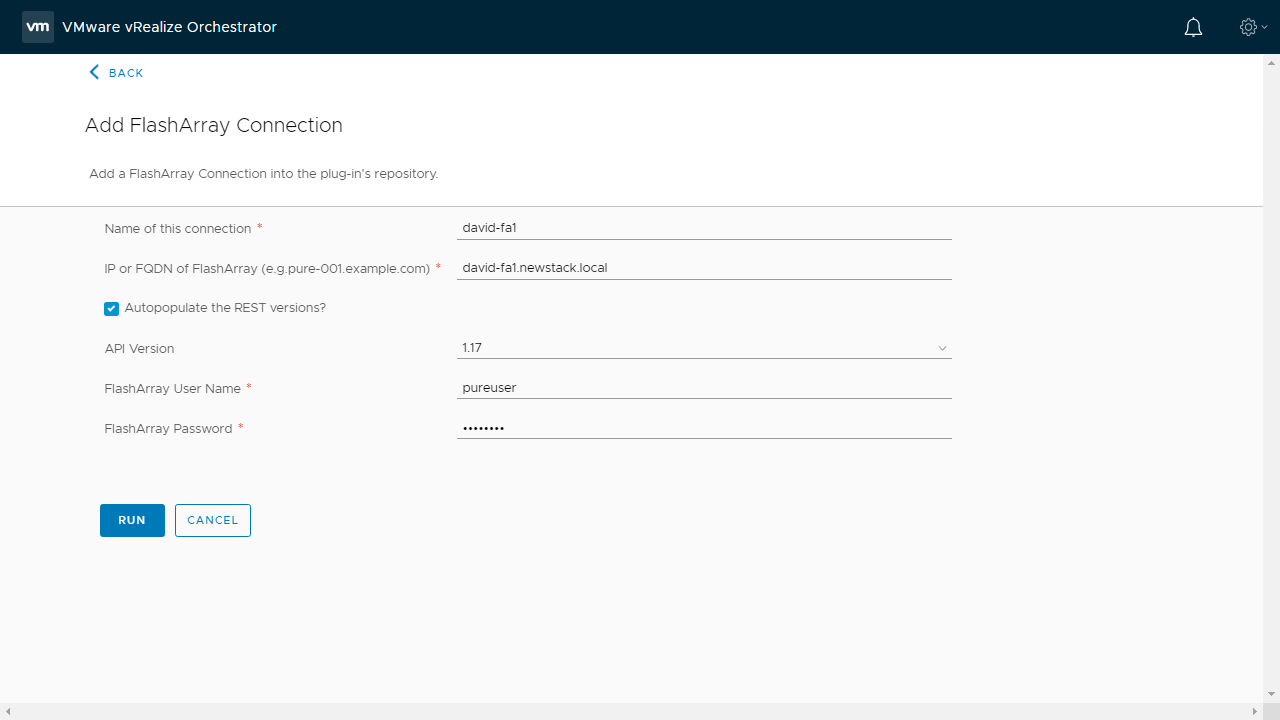 vm VMware vRealize Orchestrator
BACK
Add FlashArray Connection
Add a FlashArray Connection into the plug-in's repository.
Name of this connection * david-fa1
IP or FQDN of FlashArray (e.g.pure-001.example.com) * david-fa1.newstack.local
Autopopulate the REST versions?
API Version 1.17
FlashArray User Name * pureuser
FlashArray Password * ••••••••
RUN CANCEL